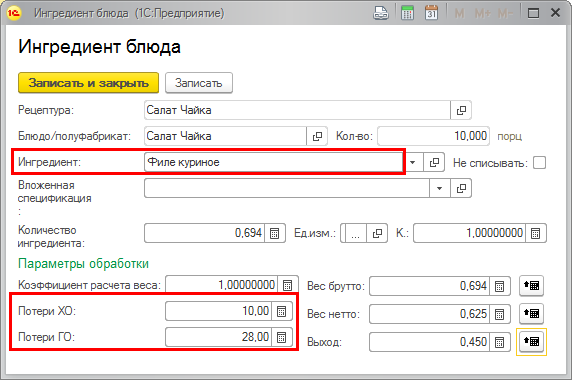 Ингредиент блюда (1С:Предприятие)
M M+ M-
Ингредиент блюда
Записать и закрыть Записать
Рецептура: Салат Чайка
Блюдо/полуфабрикат: Салат Чайка Кол-во: 10,000 порц
Ингредиент: Филе куриное Не списывать:
Вложенная
спецификация
:
Количество
ингредиента: 0,694 Ед.изм.: ... К.: 1,00000000
Параметры обработки
Коэффициент расчета веса: 1,00000000 Вес брутто: 0,694
Потери ХО: 10,00 Вес нетто: 0,625
Потери ГО: 28,00 Выход: 0,450